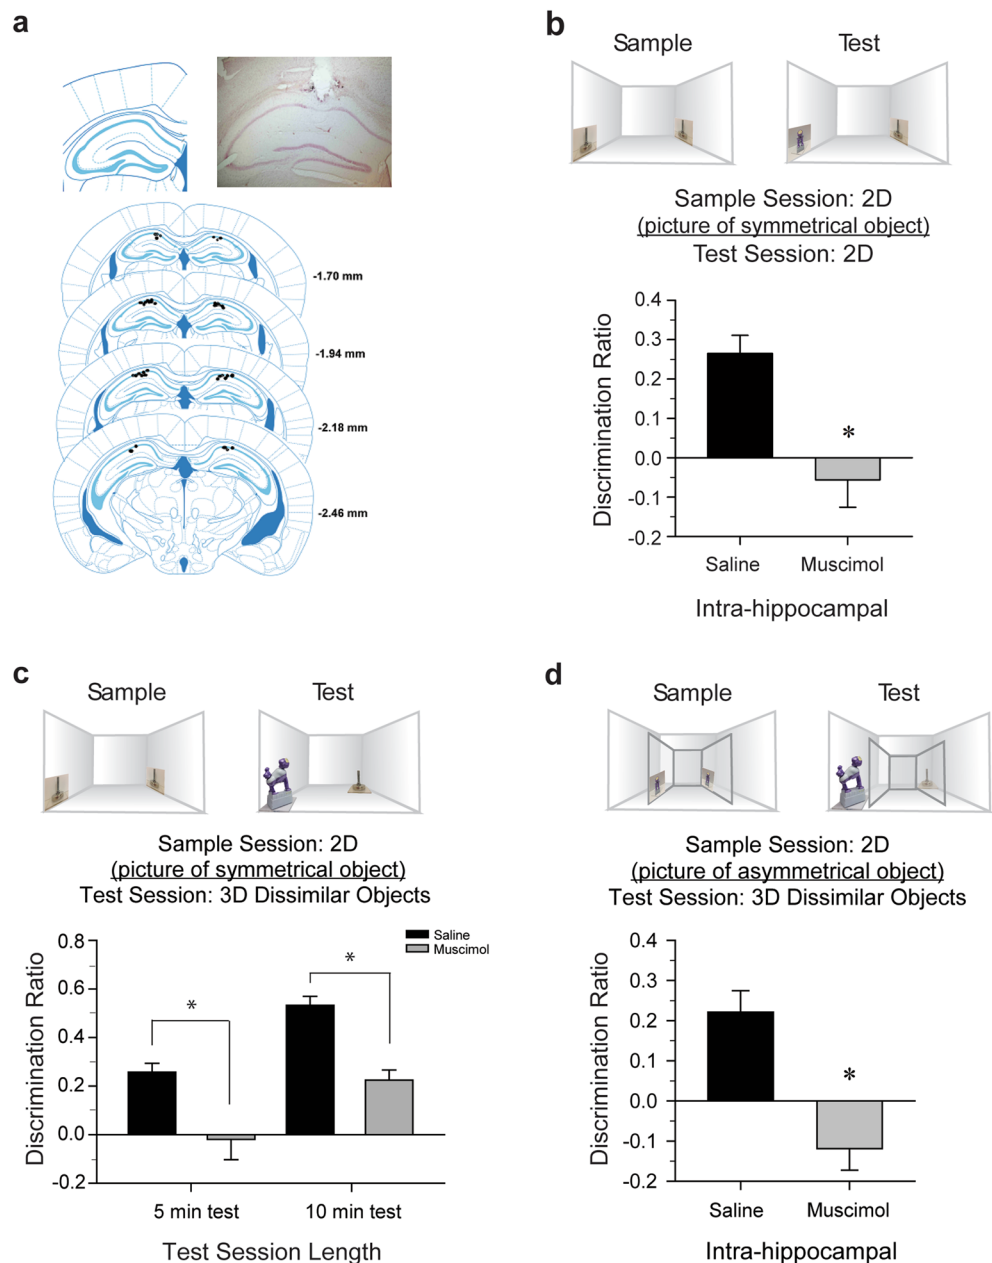 a
-1.70 mm
-1.94 mm
-2.18 mm
-2.46 mm
b
Sample Test
Sample Session: 2D
(picture of symmetrical object)
Test Session: 2D
Discrimination Ratio
0.4
0.3
0.2
0.1
0.0
-0.1
-0.2
*
Saline Muscimol
Intra-hippocampal
c
Sample Test
Sample Session: 2D
(picture of symmetrical object)
Test Session: 3D Dissimilar Objects
Saline
Muscimol
Discrimination Ratio
0.8
0.6
0.4
0.2
0.0
-0.2
*
*
5 min test 10 min test
Test Session Length
d
Sample Test
Sample Session: 2D
(picture of asymmetrical object)
Test Session: 3D Dissimilar Objects
Discrimination Ratio
0.4
0.3
0.2
0.1
0.0
-0.1
-0.2
*
Saline Muscimol
Intra-hippocampal